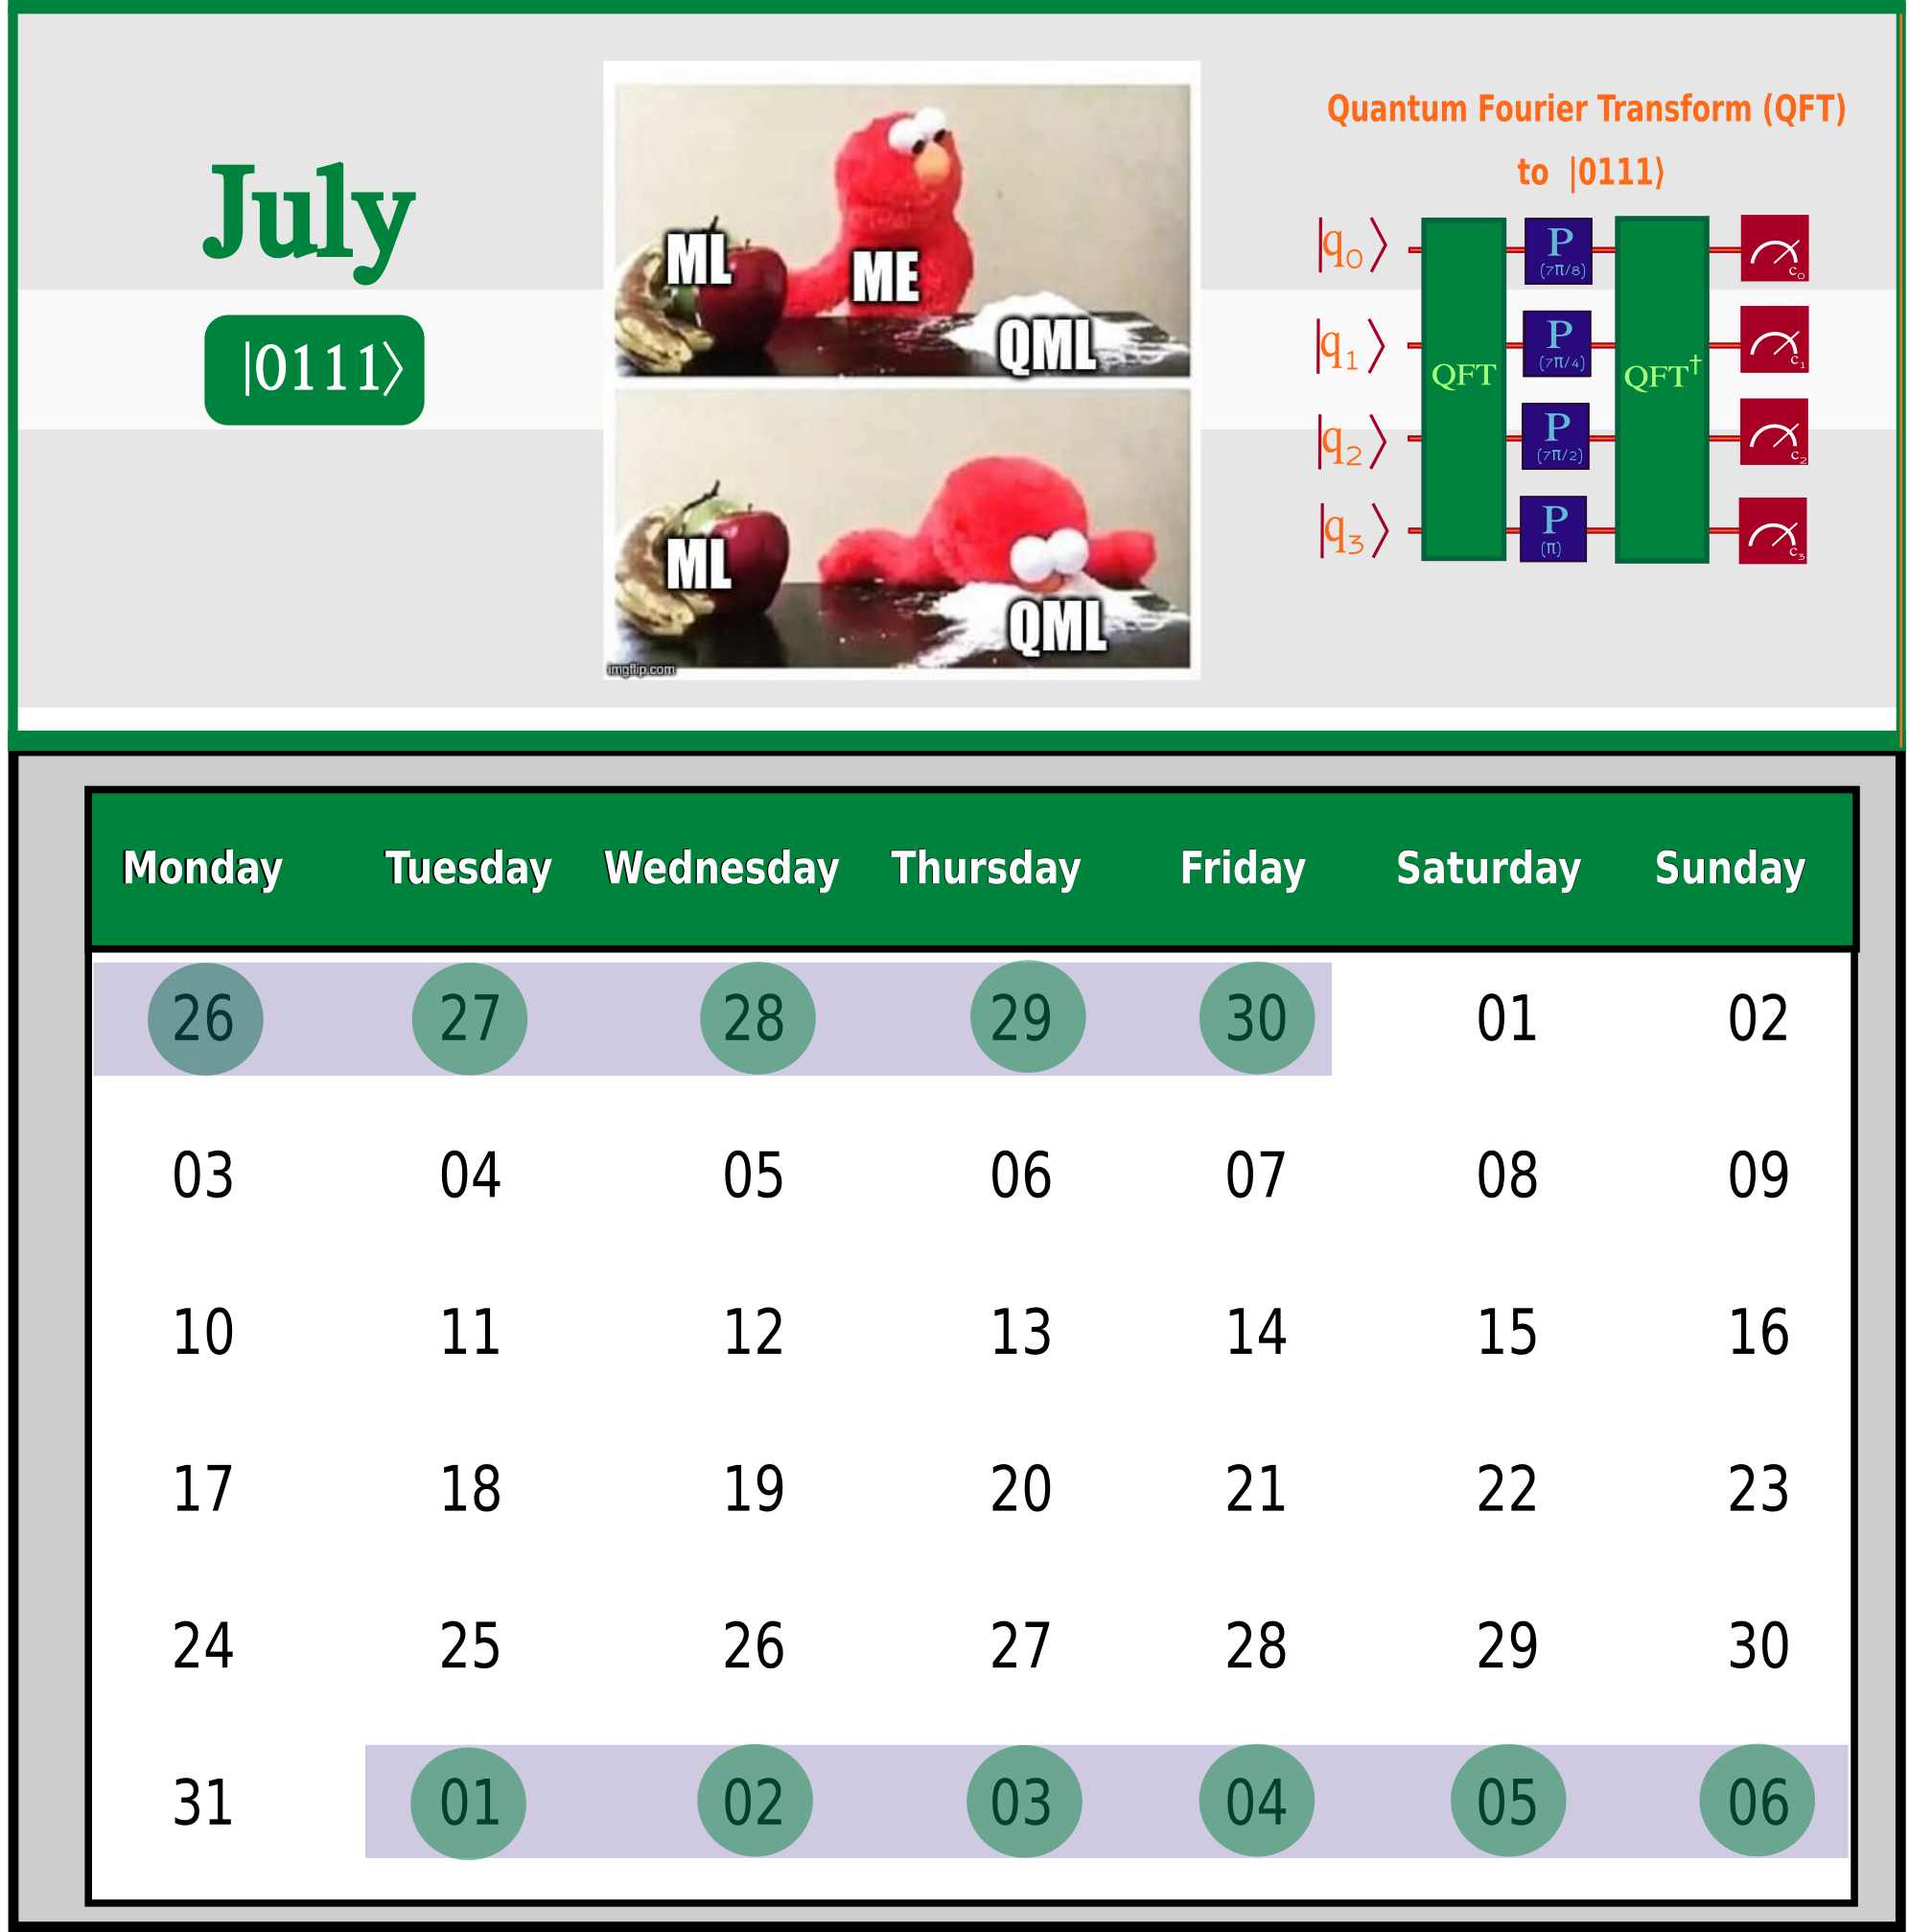 July
|0111⟩
ML
ME
QML
ML
QML
imgflip.com
Quantum Fourier Transform (QFT)
to |0111⟩
|q₀⟩ P (7π/8) c₀
|q₁⟩ QFT P (7π/4) QFT† c₁
|q₂⟩ P (7π/2) c₂
|q₃⟩ P (π) c₃
Monday Tuesday Wednesday Thursday Friday Saturday Sunday
26 27 28 29 30 01 02
03 04 05 06 07 08 09
10 11 12 13 14 15 16
17 18 19 20 21 22 23
24 25 26 27 28 29 30
31 01 02 03 04 05 06